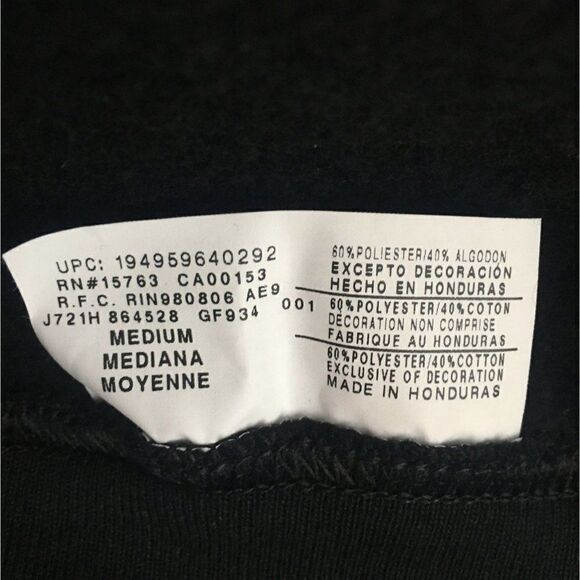 UPC: 194959640292
RN#15763 CA00153
R.F.C. RIN980806 AE9
J721H 864528 GF934 001
MEDIUM
MEDIANA
MOYENNE
60%POLIESTER/40% ALGODON
EXCEPTO DECORACIÓN
HECHO EN HONDURAS
60%POLYESTER/40%COTON
DÉCORATION NON COMPRISE
FABRIQUE AU HONDURAS
60%POLYESTER/40%COTTON
EXCLUSIVE OF DECORATION
MADE IN HONDURAS